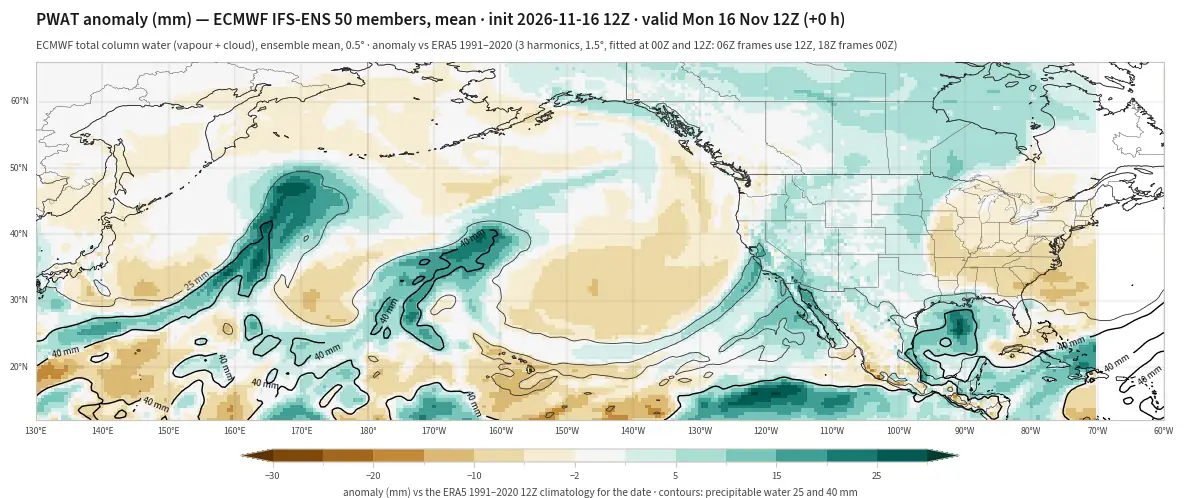 PWAT anomaly (mm) — ECMWF IFS-ENS 50 members, mean · init 2026-11-16 12Z · valid Mon 16 Nov 12Z (+0 h)
ECMWF total column water (vapour + cloud), ensemble mean, 0.5° · anomaly vs ERA5 1991–2020 (3 harmonics, 1.5°, fitted at 00Z and 12Z: 06Z frames use 12Z, 18Z frames 00Z)
60°N
50°N
40°N
30°N
20°N
40 mm
25 mm
40 mm
40 mm
40 mm
40 mm
40 mm
40 mm
40 mm
40 mm
40 mm
40 mm
130°E 140°E 150°E 160°E 170°E 180° 170°W 160°W 150°W 140°W 130°W 120°W 110°W 100°W 90°W 80°W 70°W 60°W
−30 −20 −10 −2 5 15 25
anomaly (mm) vs the ERA5 1991–2020 12Z climatology for the date · contours: precipitable water 25 and 40 mm